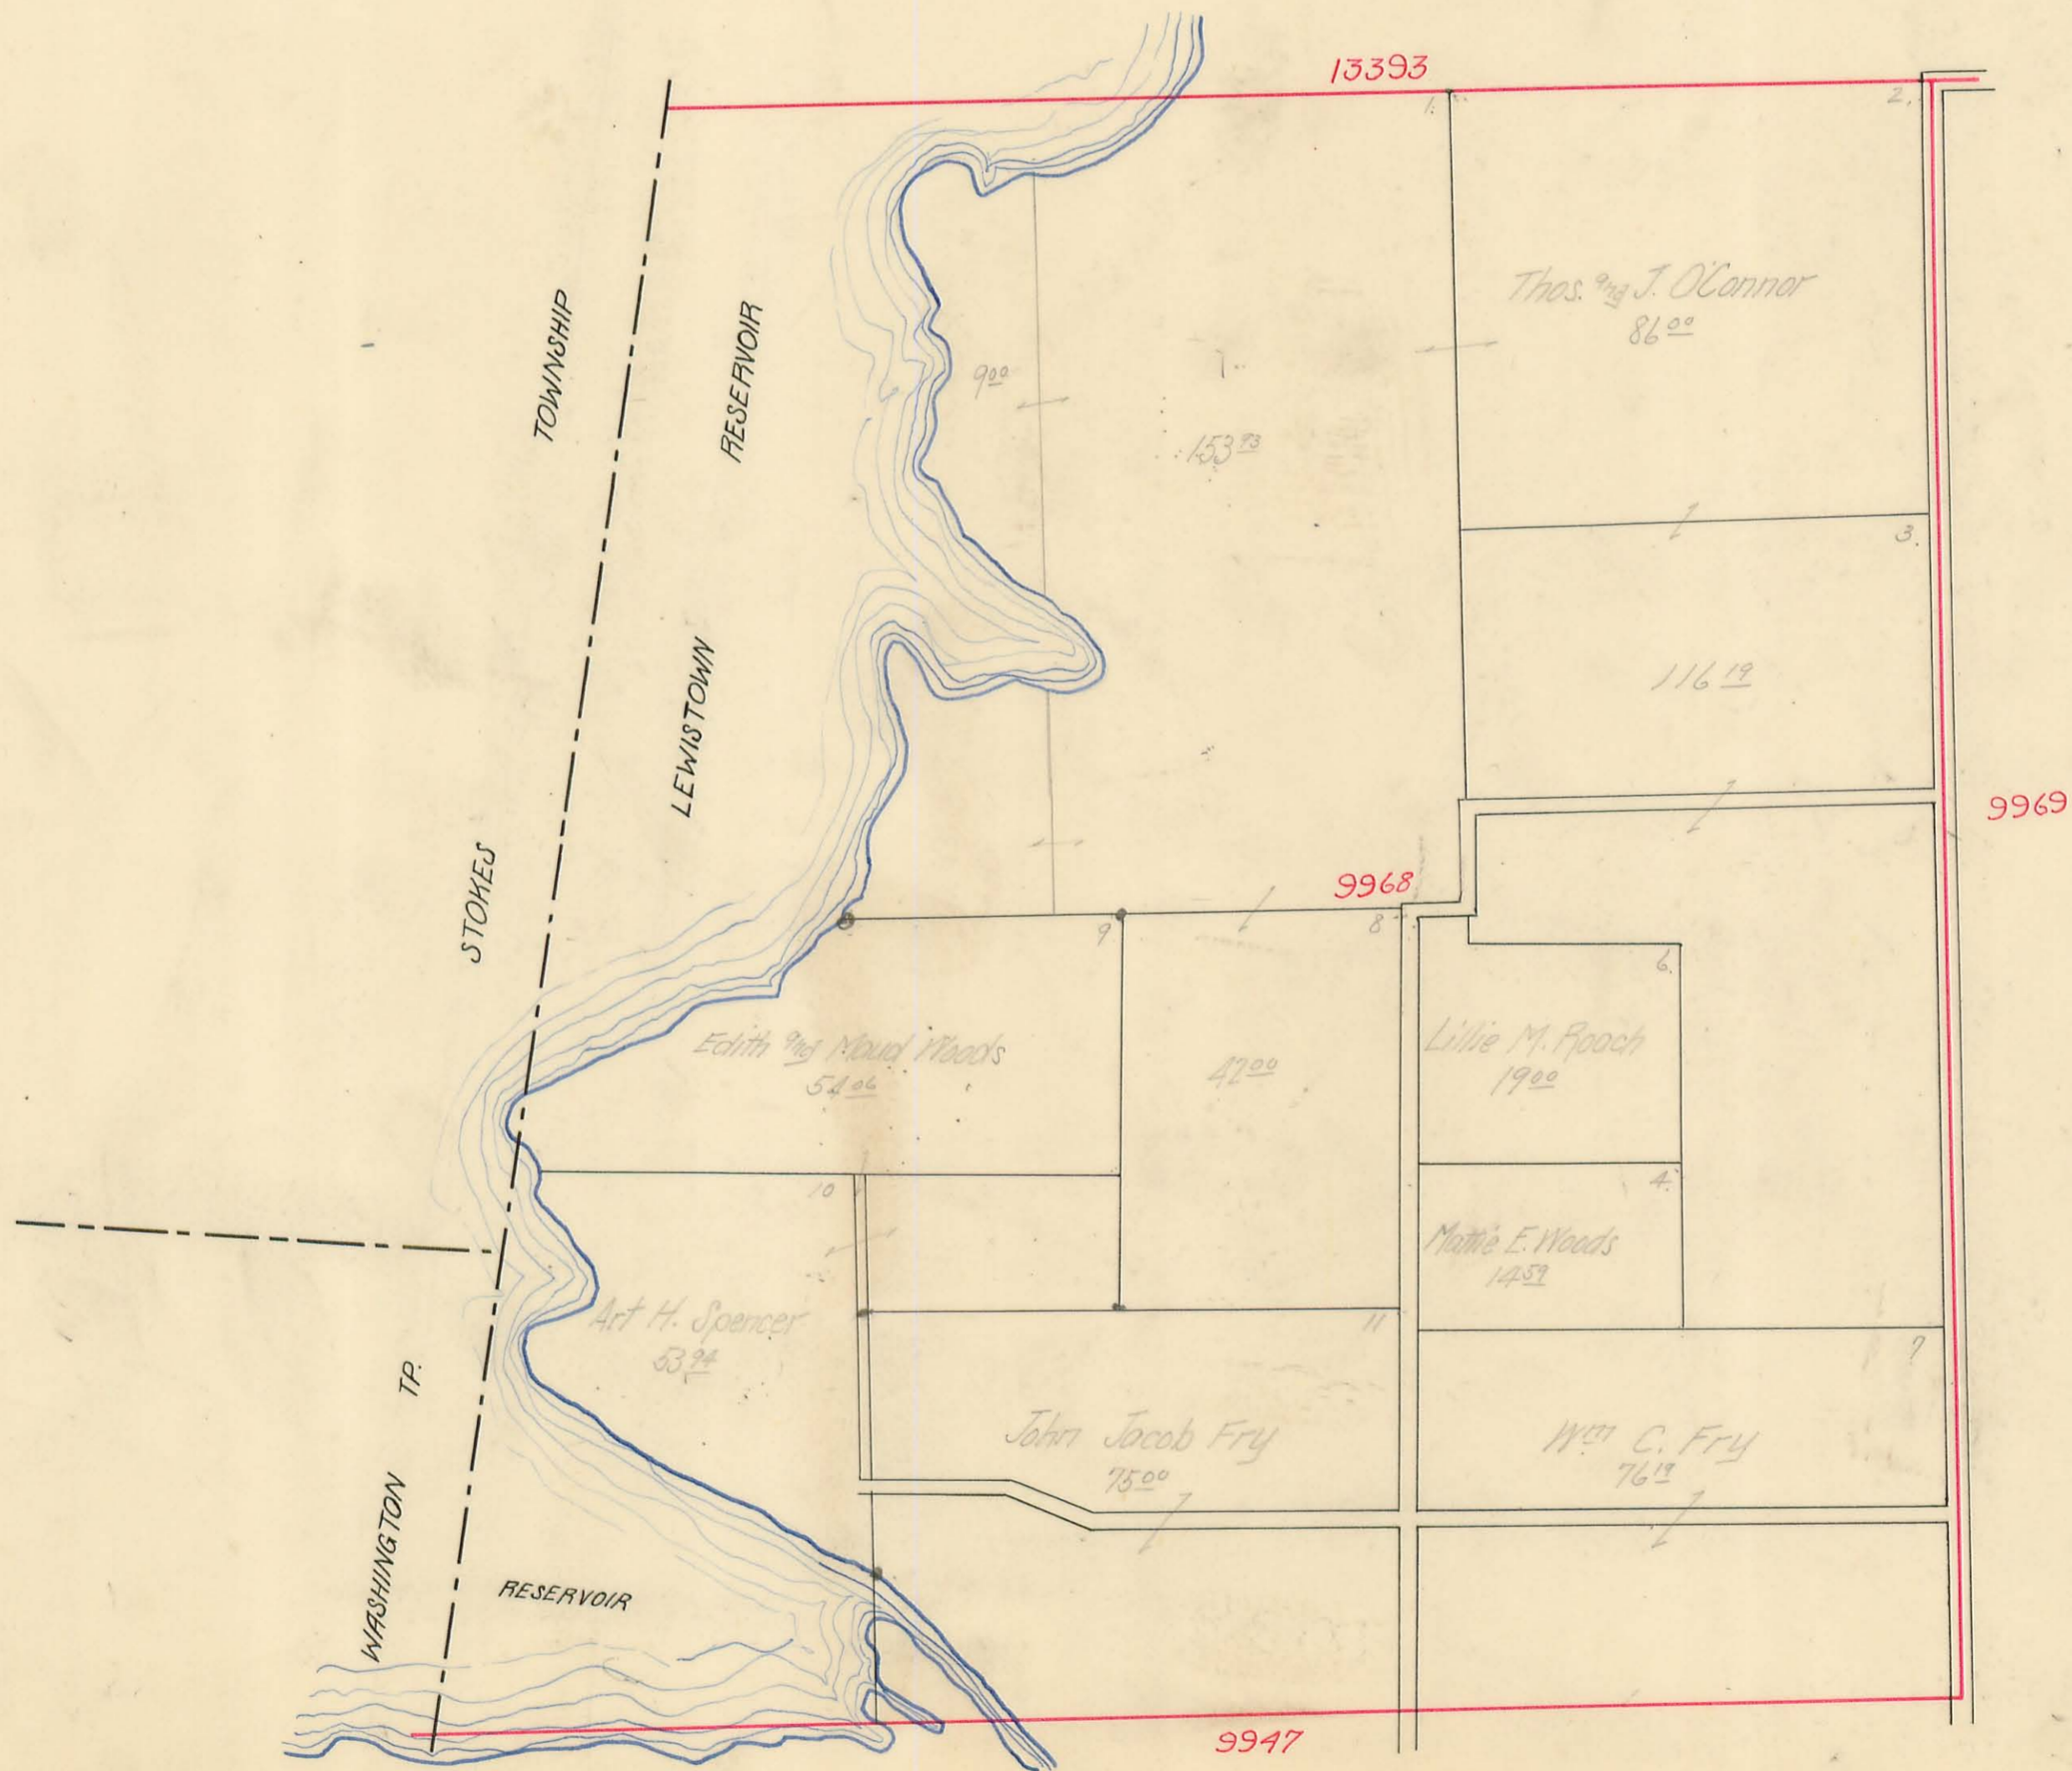 13393
1.
2.
TOWNSHIP
STOKES
RESERVOIR
LEWISTOWN
Thos. and J. O'Connor
86 00
9 00
153 93
3.
116 19
9969
9968
9
8
6.
Edith and Maud Woods
54 06
42 00
Lillie M. Roach
19 00
10
4.
Mattie E. Woods
14 59
Art H. Spencer
53 94
11
7
John Jacob Fry
75 00
Wm C. Fry
76 19
WASHINGTON TP.
RESERVOIR
9947